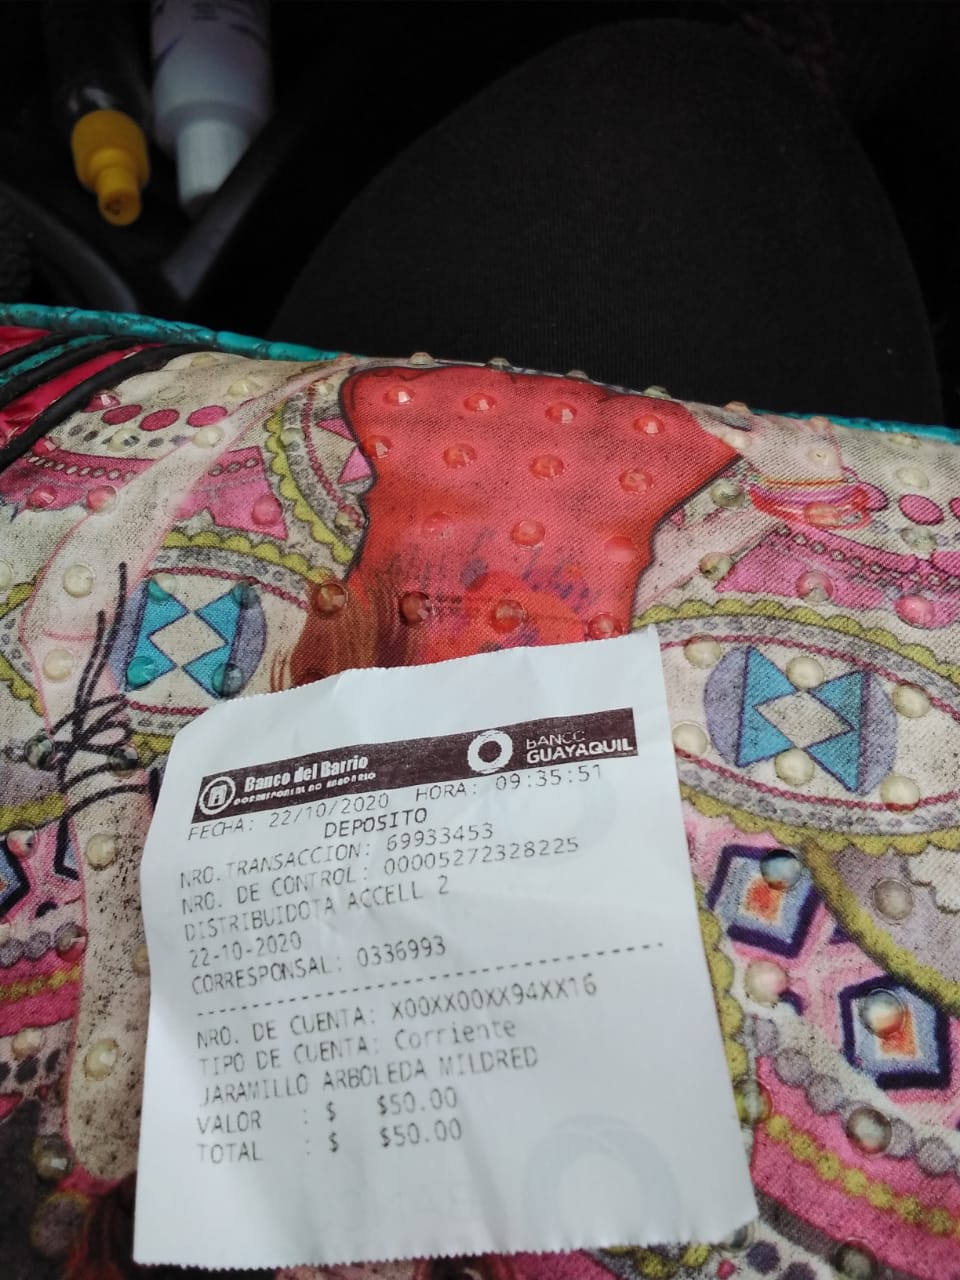 Banco del Barrio
BANCO
GUAYAQUIL
FECHA: 22/10/2020 HORA: 09:35:51
DEPOSITO
NRO.TRANSACCION: 69933453
NRO. DE CONTROL: 000005272328225
DISTRIBUIDOTA ACCELL 2
22-10-2020
CORRESPONSAL: 0336993
NRO. DE CUENTA: X00XX00XX94XX16
TIPO DE CUENTA: Corriente
JARAMILLO ARBOLEDA MILDRED
VALOR : $ $50.00
TOTAL : $ $50.00